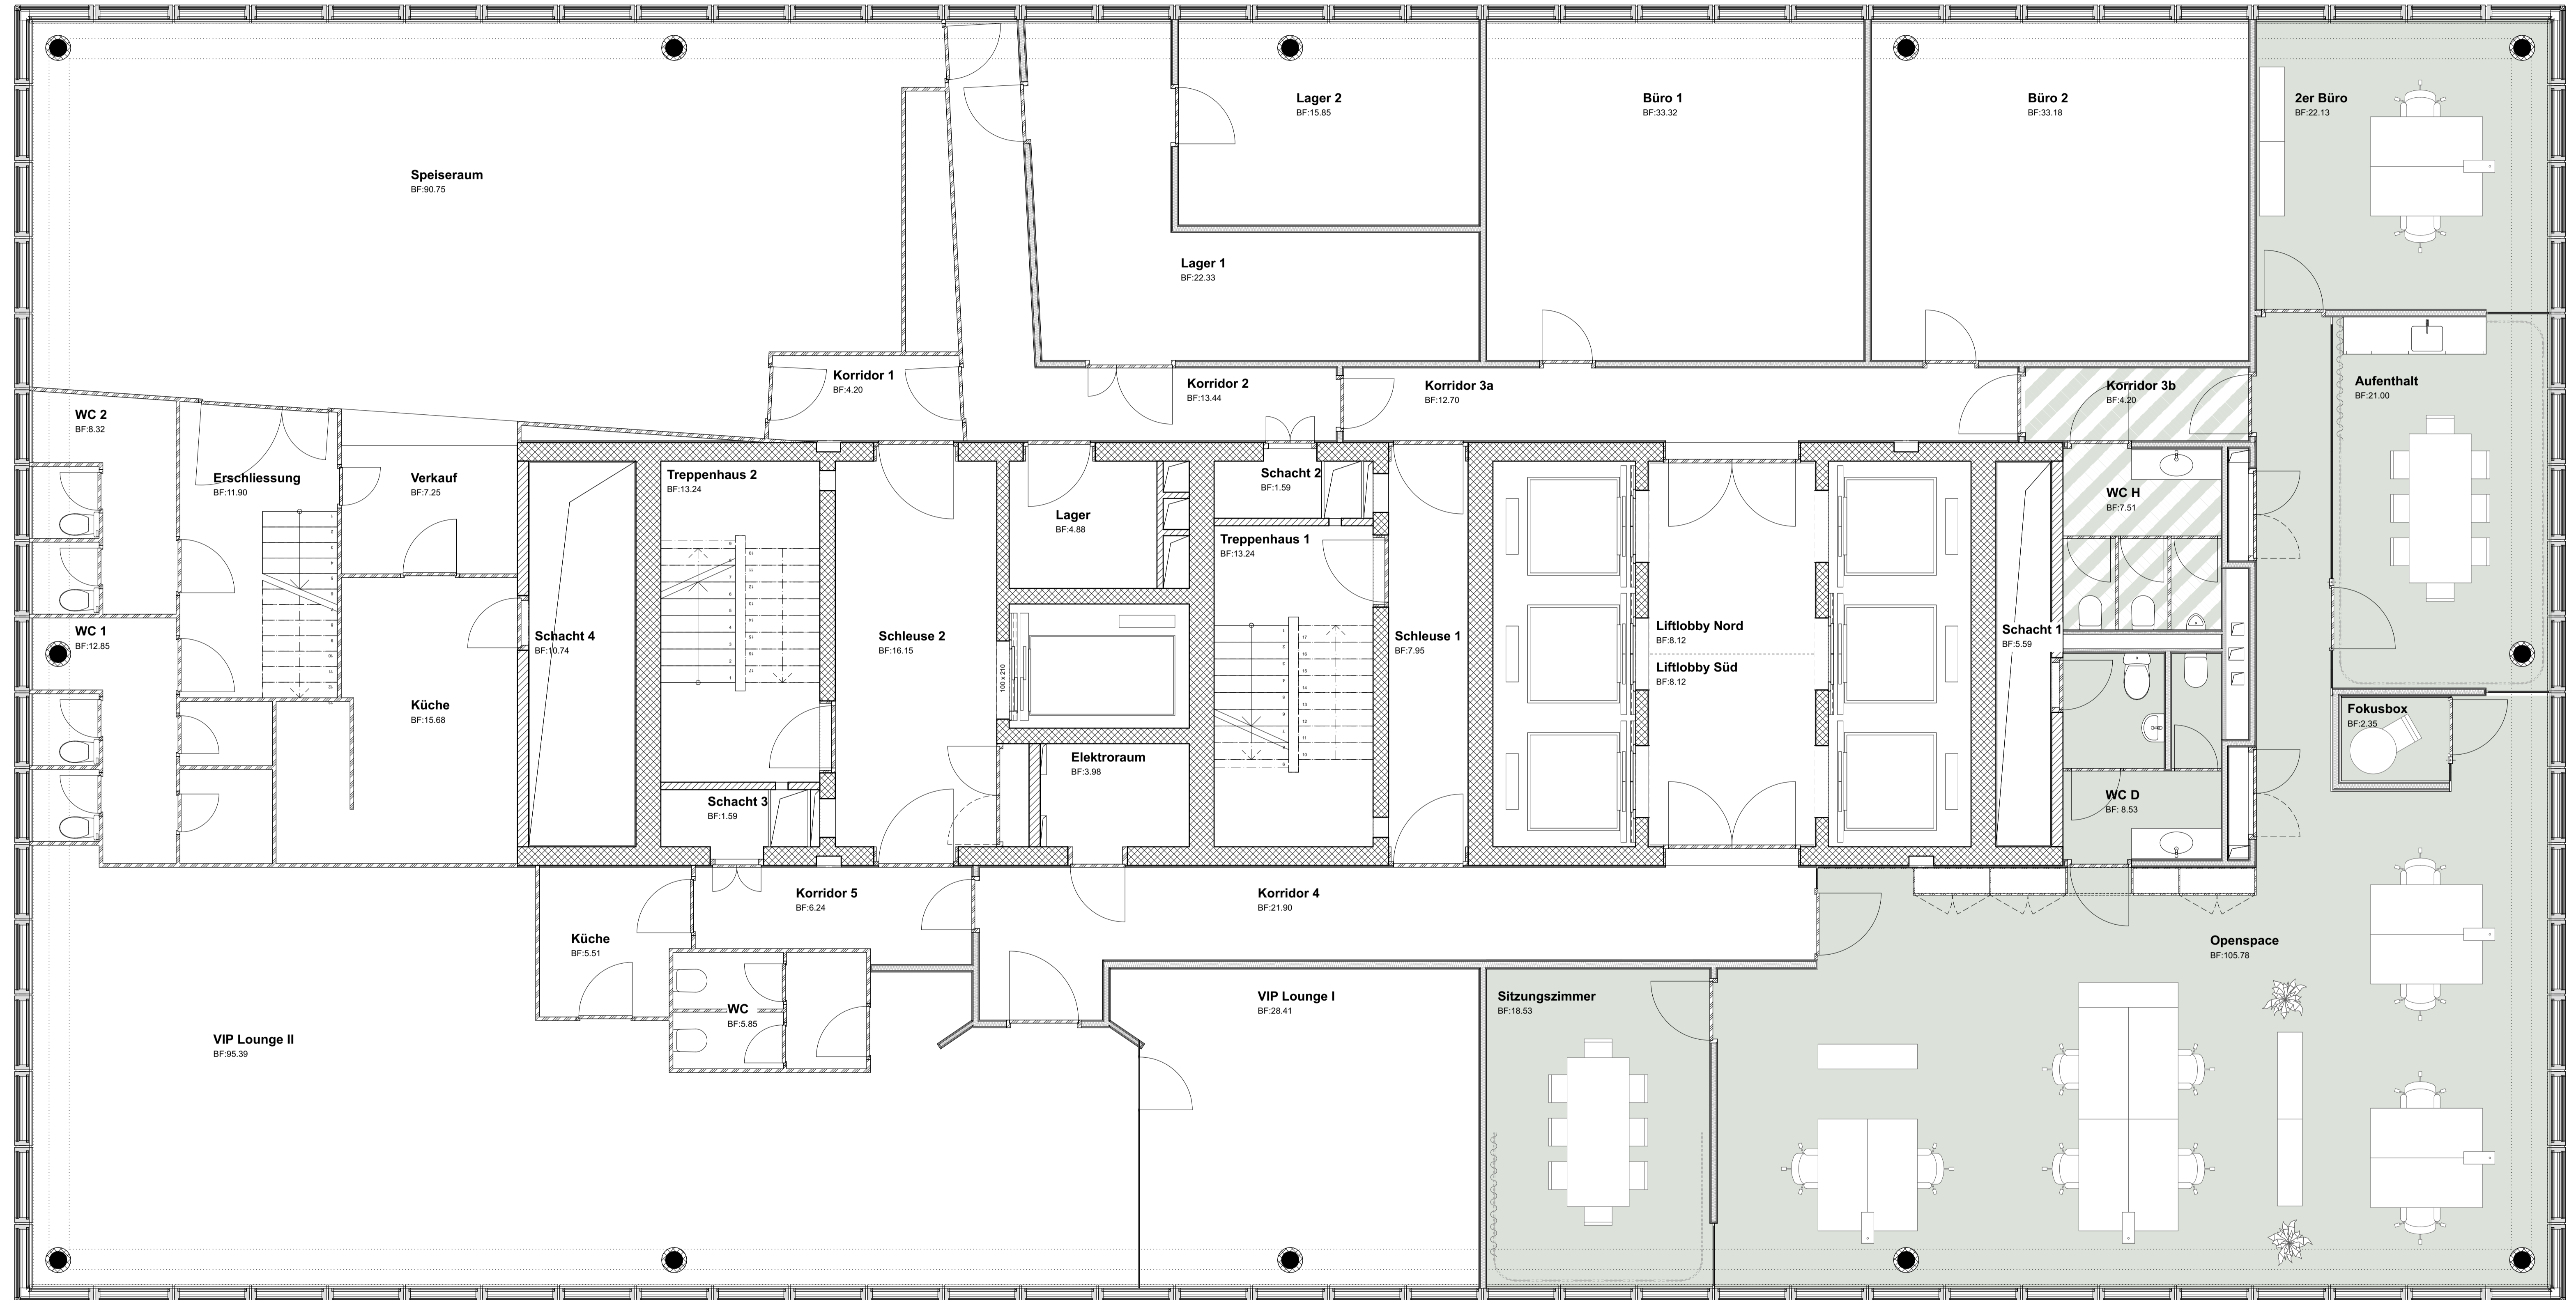 Lager 2
BF:15.85
Büro 1
BF:33.32
Büro 2
BF:33.18
2er Büro
BF:22.13
Speiseraum
BF:90.75
Lager 1
BF:22.33
Korridor 1
BF:4.20
Korridor 2
BF:13.44
Korridor 3a
BF:12.70
Korridor 3b
BF:4.20
Aufenthalt
BF:21.00
WC 2
BF:8.32
Erschliessung
BF:11.90
Verkauf
BF:7.25
Treppenhaus 2
BF:13.24
Schacht 2
BF:1.59
Lager
BF:4.88
WC H
BF:7.51
Treppenhaus 1
BF:13.24
WC 1
BF:12.85
Schacht 4
BF:10.74
Schleuse 2
BF:16.15
100 x 210
Schleuse 1
BF:7.95
Liftlobby Nord
BF:8.12
Liftlobby Süd
BF:8.12
Schacht 1
BF:5.59
Küche
BF:15.68
Fokusbox
BF:2.35
Elektroraum
BF:3.98
Schacht 3
BF:1.59
WC D
BF: 8.53
Korridor 5
BF:6.24
Korridor 4
BF:21.90
Küche
BF:5.51
Openspace
BF:105.78
WC
BF:5.85
VIP Lounge I
BF:28.41
Sitzungszimmer
BF:18.53
VIP Lounge II
BF:95.39